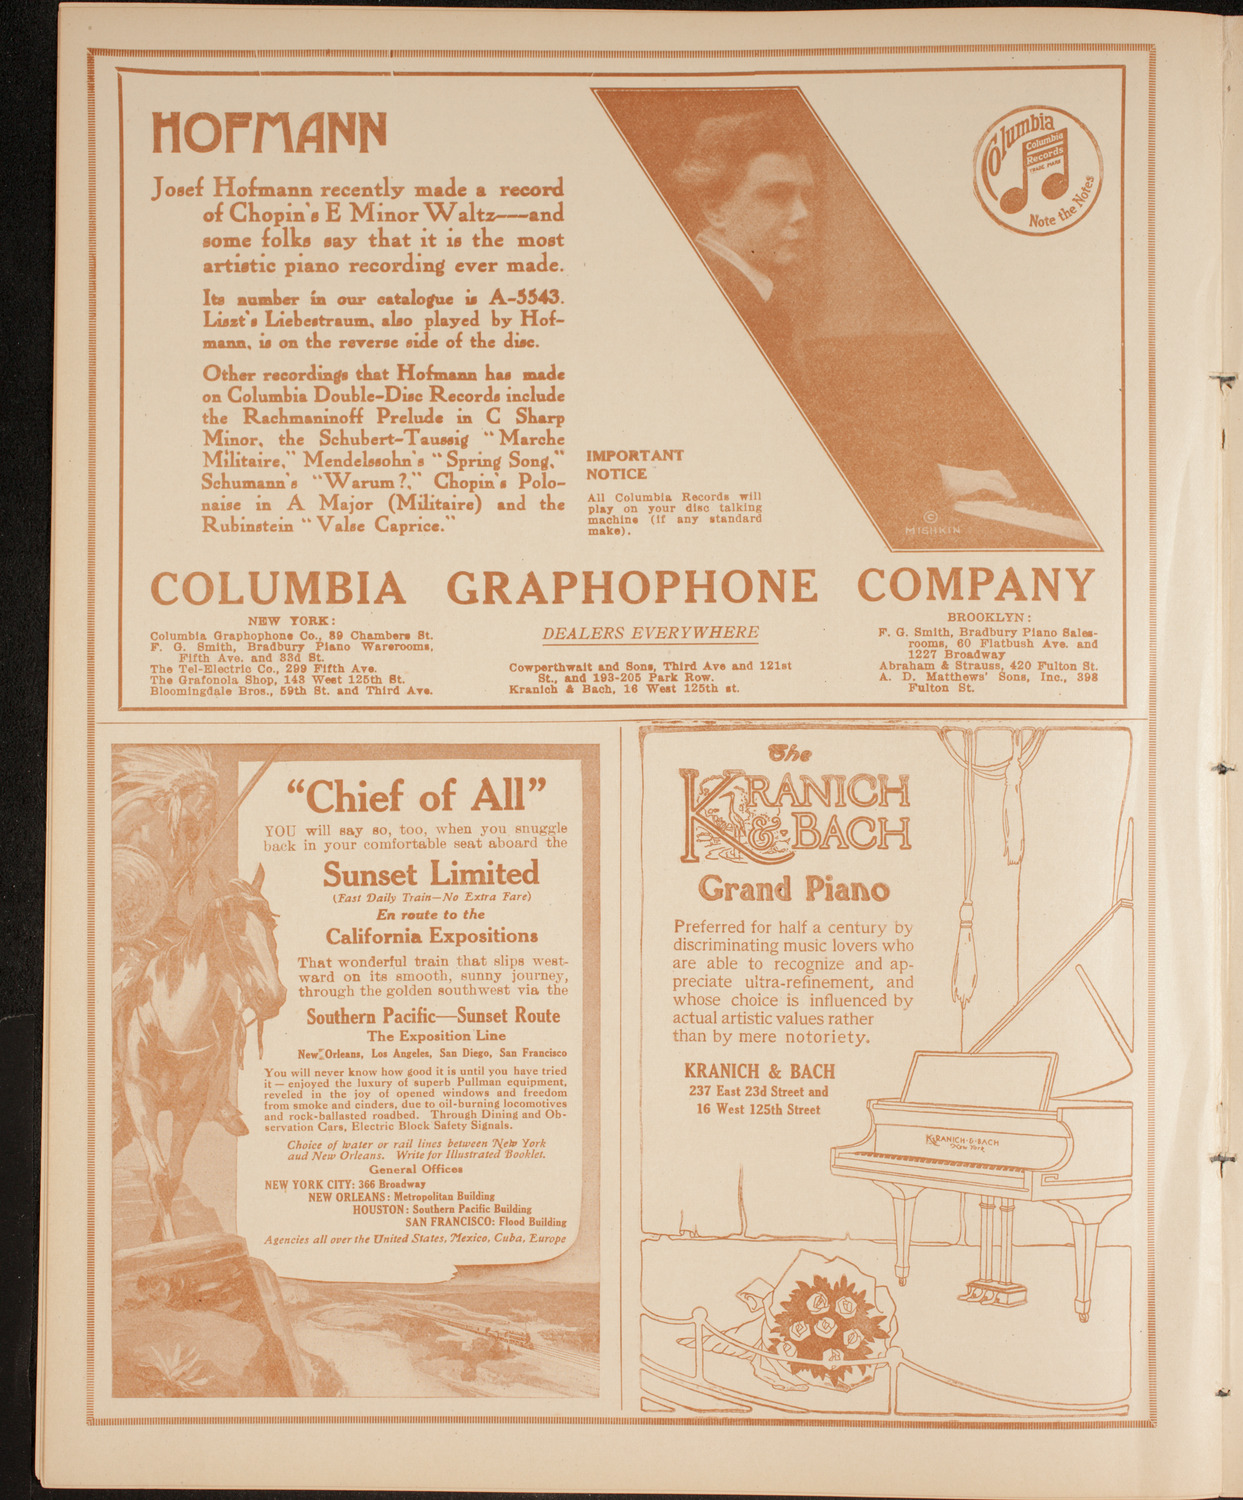 HOFMANN
Josef Hofmann recently made a record
of Chopin's E Minor Waltz—and
some folks say that it is the most
artistic piano recording ever made.
Its number in our catalogue is A-5543.
Liszt's Liebestraum, also played by Hof-
mann, is on the reverse side of the disc.
Other recordings that Hofmann has made
on Columbia Double-Disc Records include
the Rachmaninoff Prelude in C Sharp
Minor, the Schubert-Taussig "Marche
Militaire," Mendelssohn's "Spring Song,"
Schumann's "Warum?," Chopin's Polo-
naise in A Major (Militaire) and the
Rubinstein "Valse Caprice."
IMPORTANT
NOTICE
All Columbia Records will
play on your disc talking
machine (if any standard
make).
©
MISHKIN
Columbia
Columbia
Records
TRADE MARK
Note the Notes
COLUMBIA GRAPHOPHONE COMPANY
NEW YORK:
Columbia Graphophone Co., 89 Chambers St.
F. G. Smith, Bradbury Piano Warerooms,
Fifth Ave. and 33d St.
The Tel-Electric Co., 299 Fifth Ave.
The Grafonola Shop, 143 West 125th St.
Bloomingdale Bros., 59th St. and Third Ave.
DEALERS EVERYWHERE
Cowperthwait and Sons, Third Ave and 121st
St., and 193-205 Park Row.
Kranich & Bach, 16 West 125th st.
BROOKLYN:
F. G. Smith, Bradbury Piano Sales-
rooms, 60 Flatbush Ave. and
1227 Broadway
Abraham & Strauss, 420 Fulton St.
A. D. Matthews' Sons, Inc., 398
Fulton St.
"Chief of All"
YOU will say so, too, when you snuggle
back in your comfortable seat aboard the
Sunset Limited
(Fast Daily Train—No Extra Fare)
En route to the
California Expositions
That wonderful train that slips west-
ward on its smooth, sunny journey,
through the golden southwest via the
Southern Pacific—Sunset Route
The Exposition Line
New Orleans, Los Angeles, San Diego, San Francisco
You will never know how good it is until you have tried
it—enjoyed the luxury of superb Pullman equipment,
reveled in the joy of opened windows and freedom
from smoke and cinders, due to oil-burning locomotives
and rock-ballasted roadbed. Through Dining and Ob-
servation Cars, Electric Block Safety Signals.
Choice of water or rail lines between New York
and New Orleans. Write for Illustrated Booklet.
General Offices
NEW YORK CITY: 366 Broadway
NEW ORLEANS: Metropolitan Building
HOUSTON: Southern Pacific Building
SAN FRANCISCO: Flood Building
Agencies all over the United States, Mexico, Cuba, Europe
The
KRANICH
& BACH
Grand Piano
Preferred for half a century by
discriminating music lovers who
are able to recognize and ap-
preciate ultra-refinement, and
whose choice is influenced by
actual artistic values rather
than by mere notoriety.
KRANICH & BACH
237 East 23d Street and
16 West 125th Street
KRANICH & BACH
New York